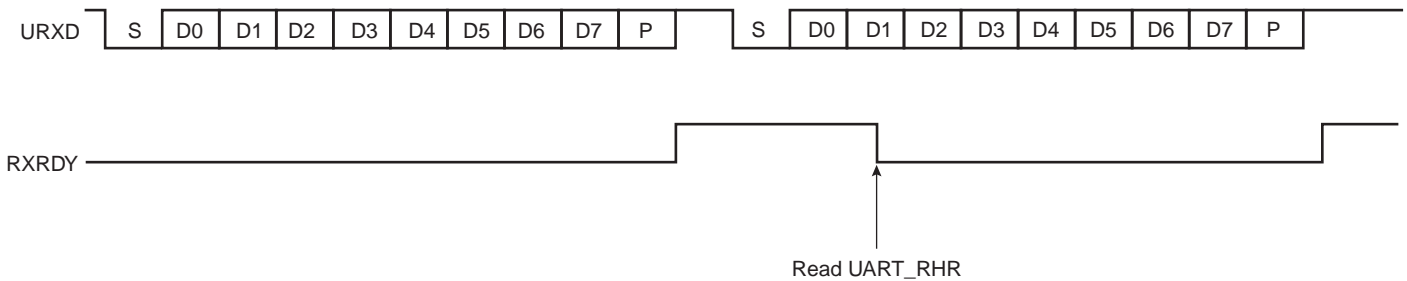 URXD S D0 D1 D2 D3 D4 D5 D6 D7 P S D0 D1 D2 D3 D4 D5 D6 D7 P
RXRDY
Read UART_RHR